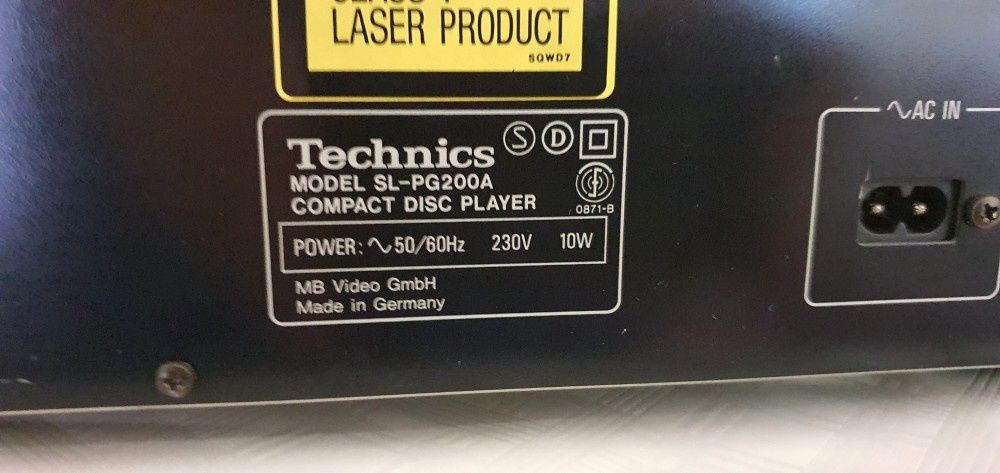 LASER PRODUCT
SQWD7
Technics S D
MODEL SL-PG200A
COMPACT DISC PLAYER
0871-B
POWER: ∿50/60Hz 230V 10W
MB Video GmbH
Made in Germany
∿AC IN